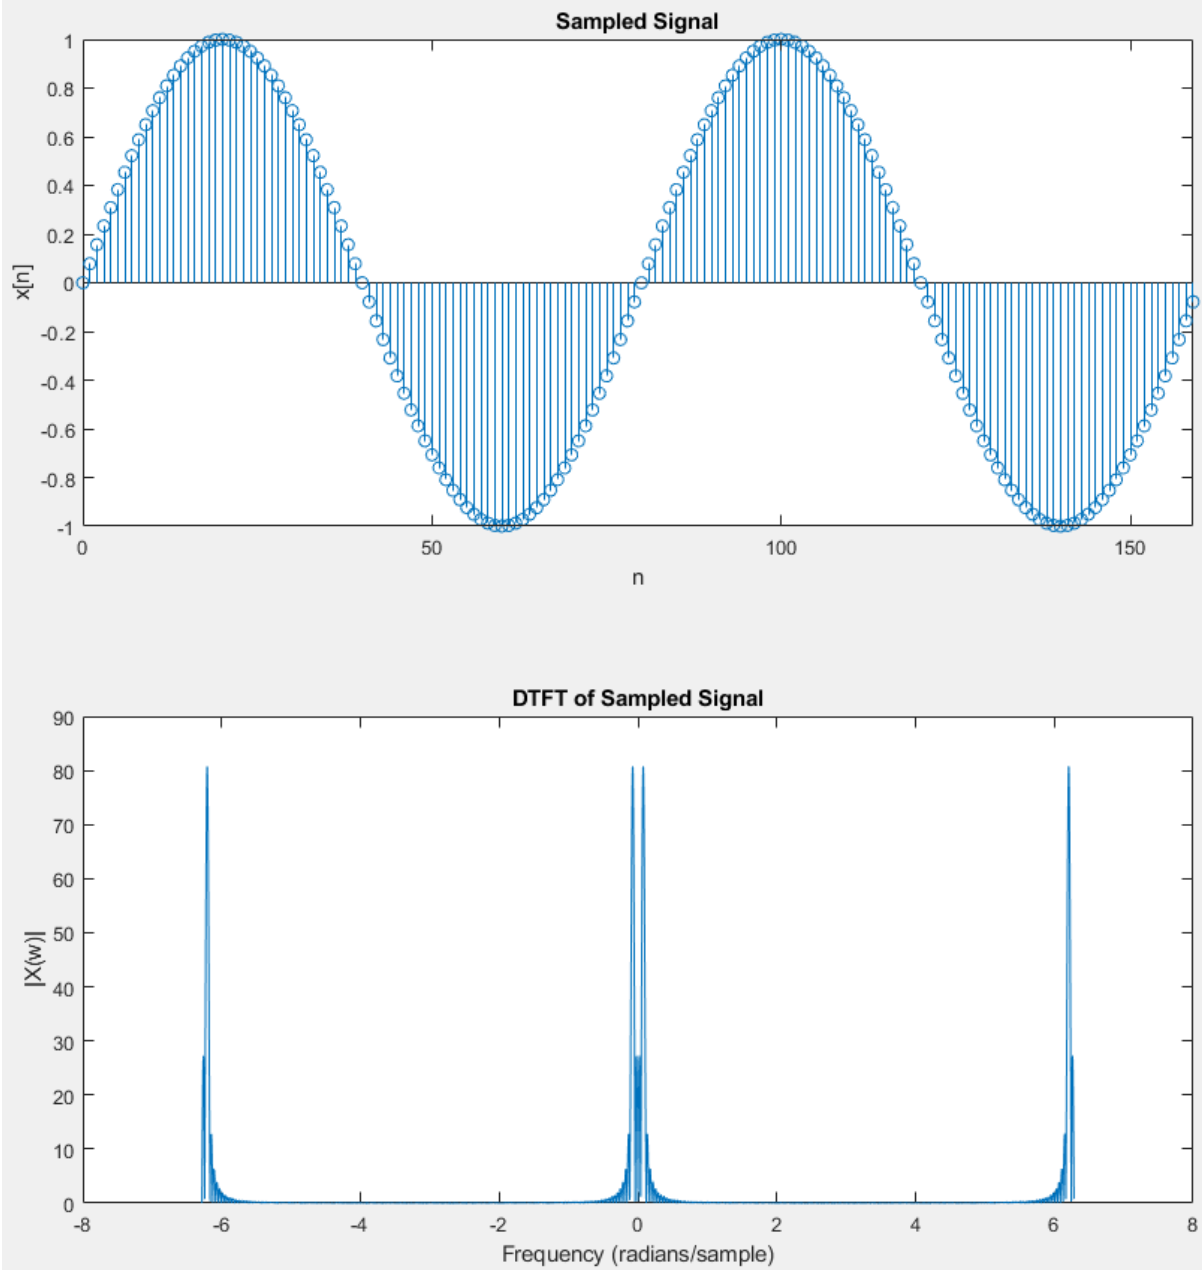 Sampled Signal
1
0.8
0.6
0.4
0.2
0
-0.2
-0.4
-0.6
-0.8
-1
x[n]
0 50 100 150
n
DTFT of Sampled Signal
90
80
70
60
50
40
30
20
10
0
|X(w)|
-8 -6 -4 -2 0 2 4 6 8
Frequency (radians/sample)